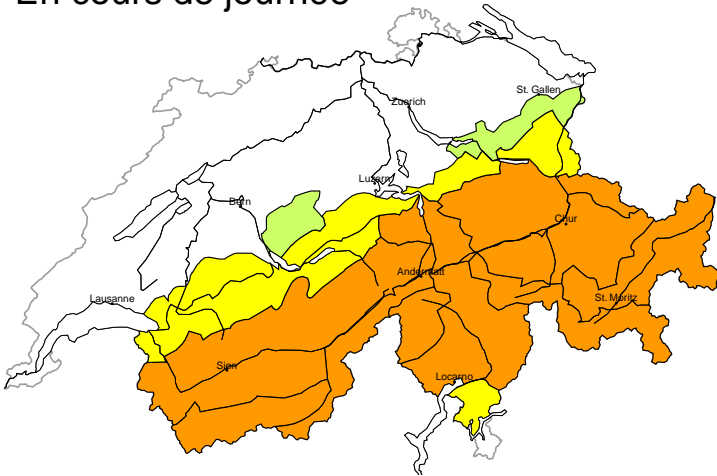 En cours de journée
St. Gallen
Zuerich
Luzern
Bern
Chur
Andermatt
Lausanne
St. Moritz
Sion
Locarno